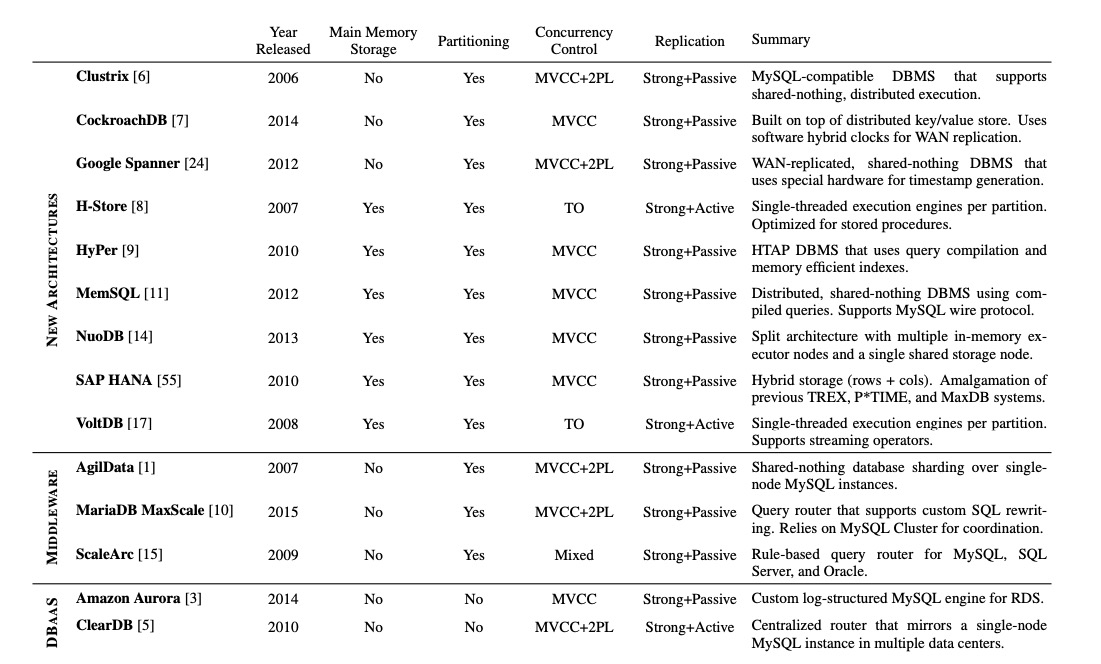 Year Released Main Memory Storage Partitioning Concurrency Control Replication Summary
NEW ARCHITECTURES
Clustrix [6] 2006 No Yes MVCC+2PL Strong+Passive MySQL-compatible DBMS that supports
shared-nothing, distributed execution.
CockroachDB [7] 2014 No Yes MVCC Strong+Passive Built on top of distributed key/value store. Uses
software hybrid clocks for WAN replication.
Google Spanner [24] 2012 No Yes MVCC+2PL Strong+Passive WAN-replicated, shared-nothing DBMS that
uses special hardware for timestamp generation.
H-Store [8] 2007 Yes Yes TO Strong+Active Single-threaded execution engines per partition.
Optimized for stored procedures.
HyPer [9] 2010 Yes Yes MVCC Strong+Passive HTAP DBMS that uses query compilation and
memory efficient indexes.
MemSQL [11] 2012 Yes Yes MVCC Strong+Passive Distributed, shared-nothing DBMS using com-
piled queries. Supports MySQL wire protocol.
NuoDB [14] 2013 Yes Yes MVCC Strong+Passive Split architecture with multiple in-memory ex-
ecutor nodes and a single shared storage node.
SAP HANA [55] 2010 Yes Yes MVCC Strong+Passive Hybrid storage (rows + cols). Amalgamation of
previous TREX, P*TIME, and MaxDB systems.
VoltDB [17] 2008 Yes Yes TO Strong+Active Single-threaded execution engines per partition.
Supports streaming operators.
MIDDLEWARE
AgilData [1] 2007 No Yes MVCC+2PL Strong+Passive Shared-nothing database sharding over single-
node MySQL instances.
MariaDB MaxScale [10] 2015 No Yes MVCC+2PL Strong+Passive Query router that supports custom SQL rewrit-
ing. Relies on MySQL Cluster for coordination.
ScaleArc [15] 2009 No Yes Mixed Strong+Passive Rule-based query router for MySQL, SQL
Server, and Oracle.
DBAAS
Amazon Aurora [3] 2014 No No MVCC Strong+Passive Custom log-structured MySQL engine for RDS.
ClearDB [5] 2010 No No MVCC+2PL Strong+Active Centralized router that mirrors a single-node
MySQL instance in multiple data centers.